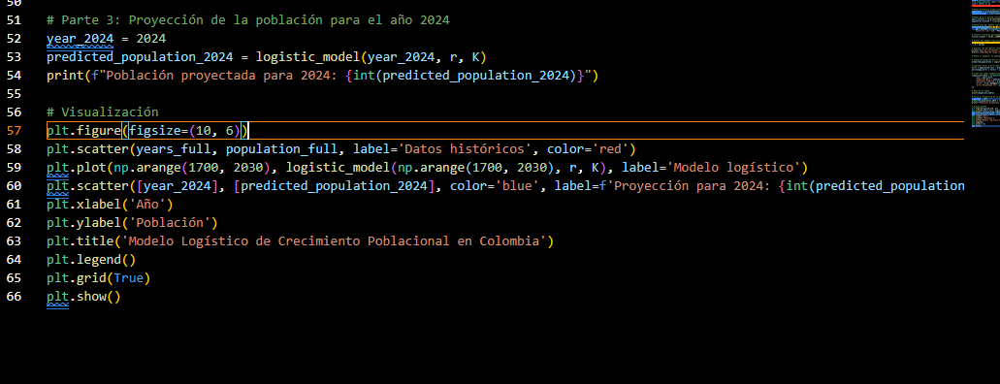 50
51 # Parte 3: Proyección de la población para el año 2024
52 year_2024 = 2024
53 predicted_population_2024 = logistic_model(year_2024, r, K)
54 print(f"Población proyectada para 2024: {int(predicted_population_2024)}")
55
56 # Visualización
57 plt.figure(figsize=(10, 6))
58 plt.scatter(years_full, population_full, label='Datos históricos', color='red')
59 plt.plot(np.arange(1700, 2030), logistic_model(np.arange(1700, 2030), r, K), label='Modelo logístico')
60 plt.scatter([year_2024], [predicted_population_2024], color='blue', label=f'Proyección para 2024: {int(predicted_population
61 plt.xlabel('Año')
62 plt.ylabel('Población')
63 plt.title('Modelo Logístico de Crecimiento Poblacional en Colombia')
64 plt.legend()
65 plt.grid(True)
66 plt.show()